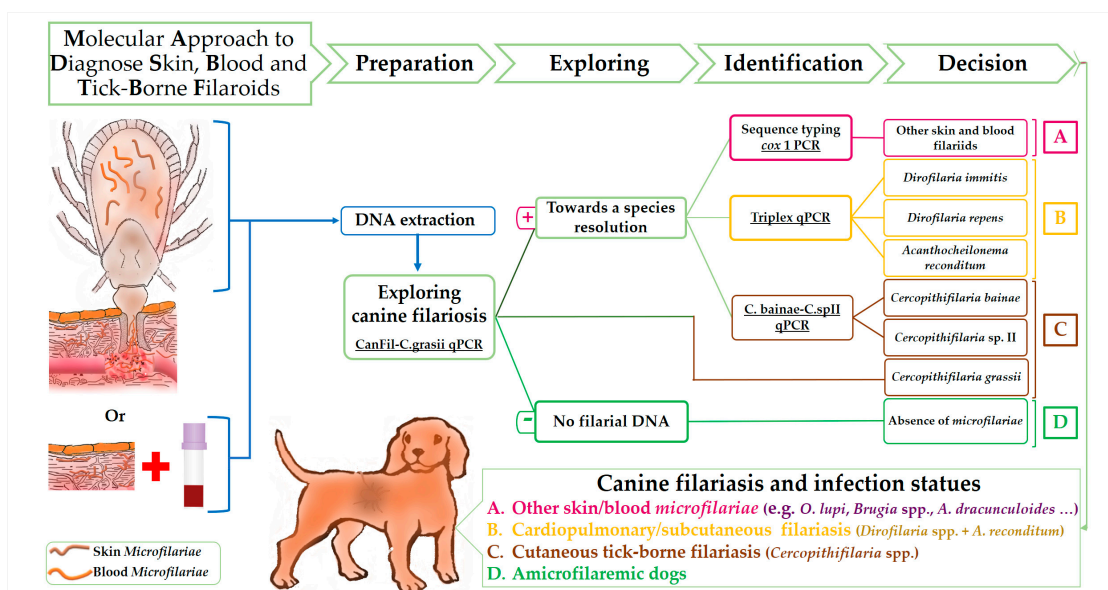 Molecular Approach to
Diagnose Skin, Blood and
Tick-Borne Filaroids
Preparation
Exploring
Identification
Decision
Sequence typing
cox 1 PCR
Other skin and blood
filariids
A
DNA extraction
+
Towards a species
resolution
Triplex qPCR
Dirofilaria immitis
Dirofilaria repens
Acanthocheilonema
reconditum
B
Exploring
canine filariosis
CanFil-C.grasii qPCR
C. bainae-C.spII
qPCR
Cercopithifilaria bainae
Cercopithifilaria sp. II
Cercopithifilaria grassii
C
Or
-
No filarial DNA
Absence of microfilariae
D
Skin Microfilariae
Blood Microfilariae
Canine filariasis and infection statues
A. Other skin/blood microfilariae (e.g. O. lupi, Brugia spp., A. dracunculoides ...)
B. Cardiopulmonary/subcutaneous filariasis (Dirofilaria spp. + A. reconditum)
C. Cutaneous tick-borne filariasis (Cercopithifilaria spp.)
D. Amicrofilaremic dogs